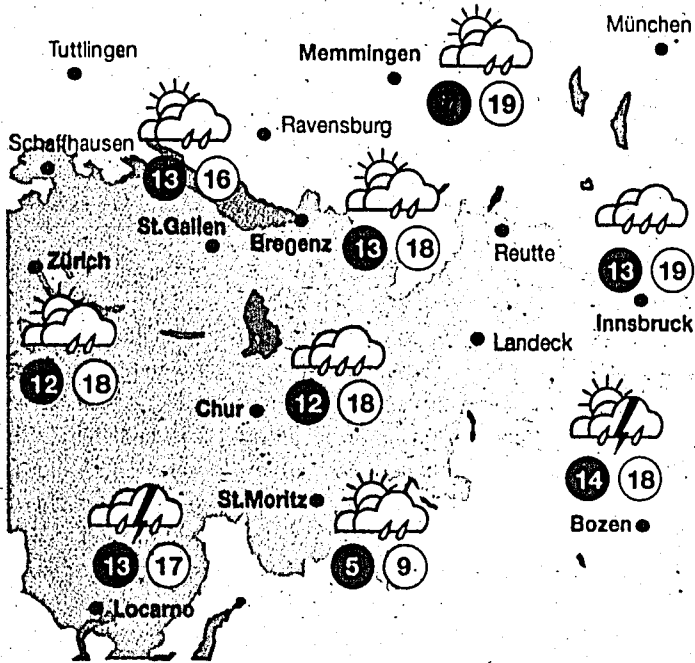 München
Tuttlingen
Memmingen
19
Ravensburg
Schaffhausen
13 16
St.Gallen
Bregenz
13 18
Reutte
13 19
Zürich
Innsbruck
Landeck
12 18
Chur
12 18
14 18
St.Moritz
Bozen
13 17
5 9
Locarno